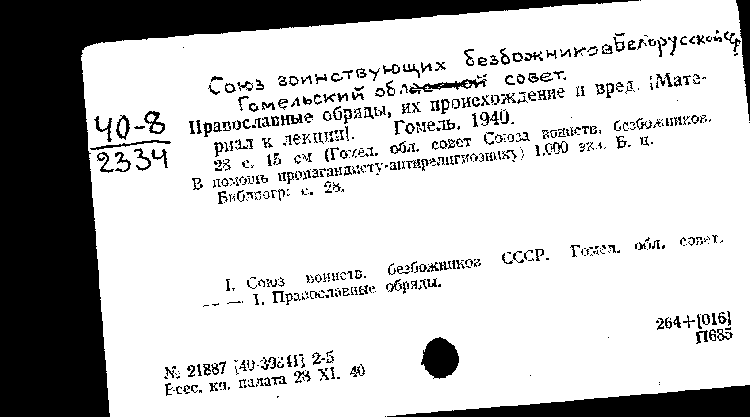 Союз воинствующих безбожников Белорусской ССР
Гомельский областной совет.
40-8
2334
Православные обряды, их происхождение и вред. [Мате-
риал к лекции]. Гомель, 1940.
28 с. 15 см (Гомел. обл. совет Союза воинств. безбожников.
В помощь пропагандисту-антирелигиознику) 1.000 экз. Б. ц.
Библиогр: с. 28.
I. Союз воинств. безбожников СССР. Гомел. обл. совет.
— — 1. Православные обряды.
264+[016]
П685
№ 21887 2-5
Всес. кн. палата 28 XI. 40